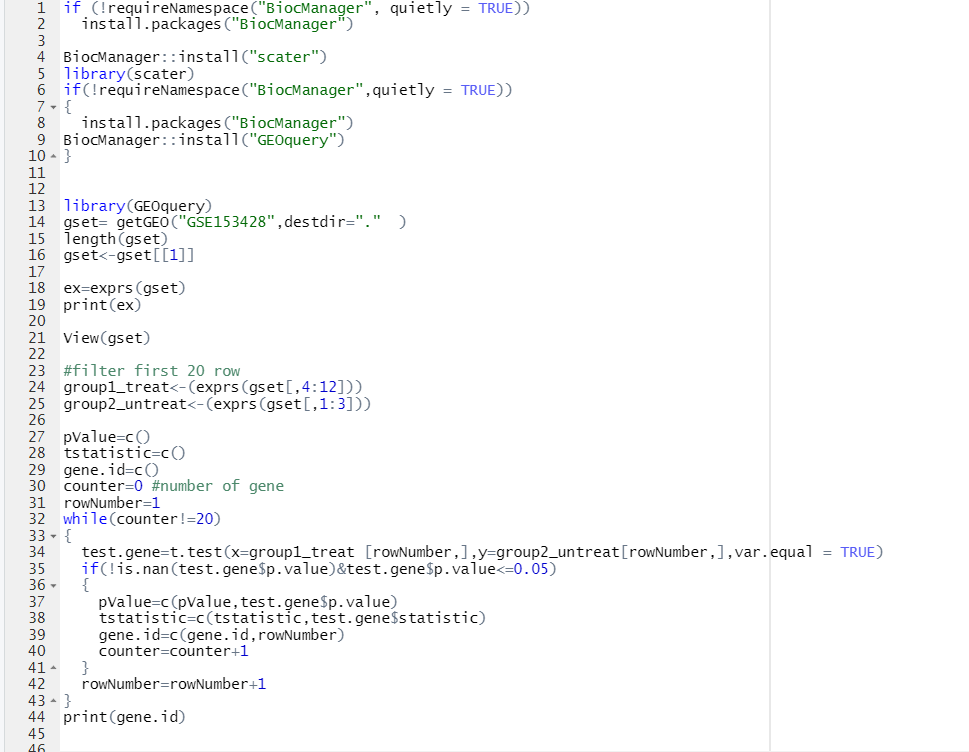 1 if (!requireNamespace("BiocManager", quietly = TRUE))
2   install.packages("BiocManager")
3
4 BiocManager::install("scater")
5 library(scater)
6 if(!requireNamespace("BiocManager",quietly = TRUE))
7 {
8   install.packages("BiocManager")
9 BiocManager::install("GEOquery")
10 }
11
12
13 library(GEOquery)
14 gset= getGEO("GSE153428",destdir="."  )
15 length(gset)
16 gset<-gset[[1]]
17
18 ex=exprs(gset)
19 print(ex)
20
21 View(gset)
22
23 #filter first 20 row
24 group1_treat<-(exprs(gset[,4:12]))
25 group2_untreat<-(exprs(gset[,1:3]))
26
27 pValue=c()
28 tstatistic=c()
29 gene.id=c()
30 counter=0 #number of gene
31 rowNumber=1
32 while(counter!=20)
33 {
34   test.gene=t.test(x=group1_treat [rowNumber,],y=group2_untreat[rowNumber,],var.equal = TRUE)
35   if(!is.nan(test.gene$p.value)&test.gene$p.value<=0.05)
36   {
37     pValue=c(pValue,test.gene$p.value)
38     tstatistic=c(tstatistic,test.gene$statistic)
39     gene.id=c(gene.id,rowNumber)
40     counter=counter+1
41   }
42   rowNumber=rowNumber+1
43 }
44 print(gene.id)
45
46